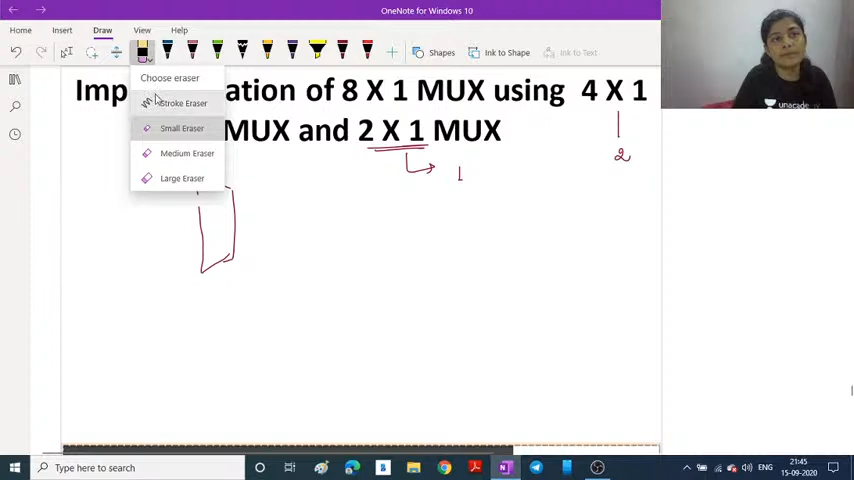 OneNote for Windows 10
Home Insert Draw View Help
Shapes Ink to Shape Ink to Text
Choose eraser
Stroke Eraser
Small Eraser
Medium Eraser
Large Eraser
Imp ation of 8 X 1 MUX using 4 X 1
MUX and 2 X 1 MUX
2
1
unacade
Type here to search
ENG
21:45
15-09-2020